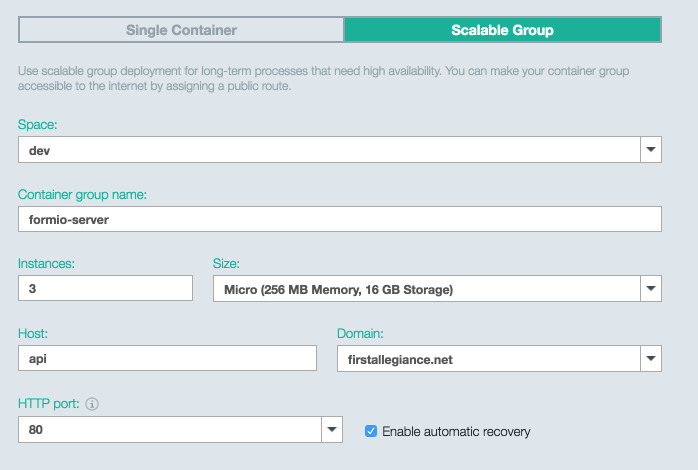 Single Container
Scalable Group
Use scalable group deployment for long-term processes that need high availability. You can make your container group
accessible to the internet by assigning a public route.
Space:
dev
Container group name:
formio-server
Instances:
Size:
3
Micro (256 MB Memory, 16 GB Storage)
Host:
Domain:
api
firstallegiance.net
HTTP port:
80
Enable automatic recovery